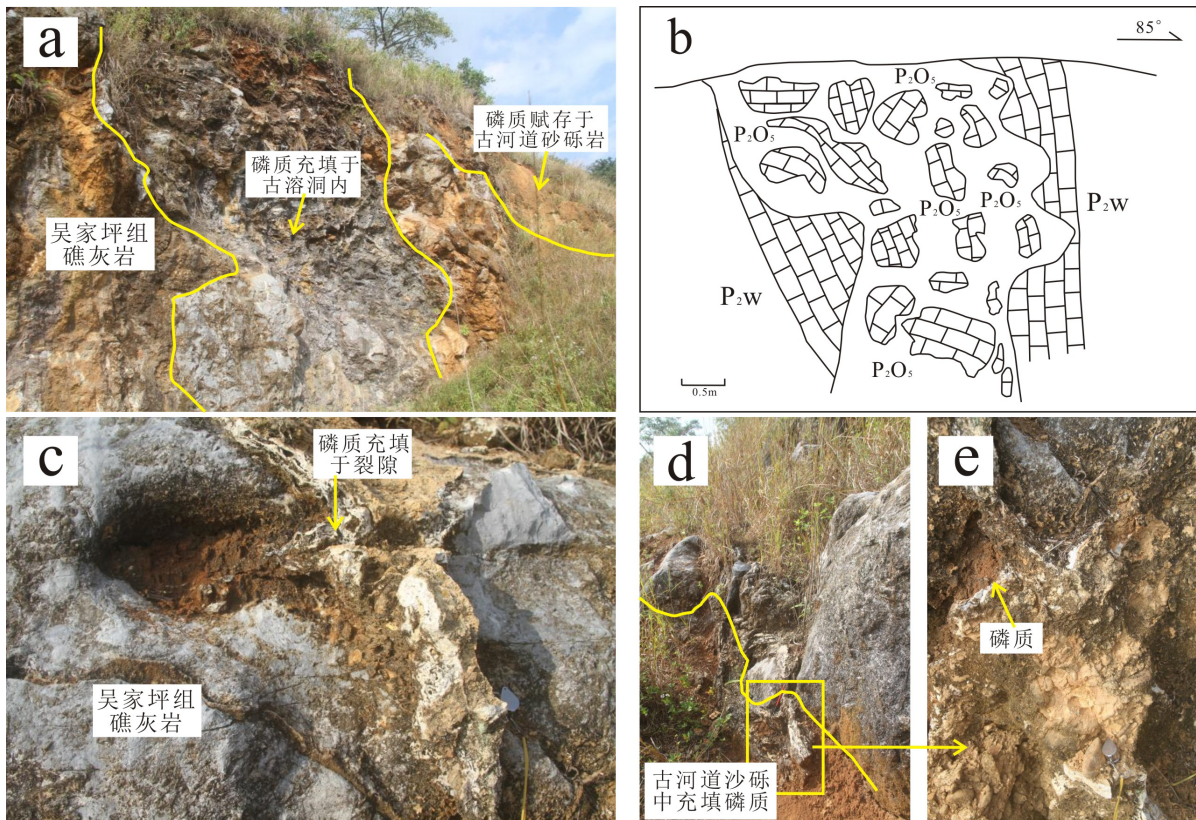 a
磷质充填于
古溶洞内
磷质赋存于
古河道砂砾岩
吴家坪组
礁灰岩
b
85°
P₂O₅
P₂O₅
P₂O₅
P₂O₅
P₂w
P₂w
P₂O₅
0.5m
c
磷质充填
于裂隙
吴家坪组
礁灰岩
d
古河道沙砾
中充填磷质
e
磷质